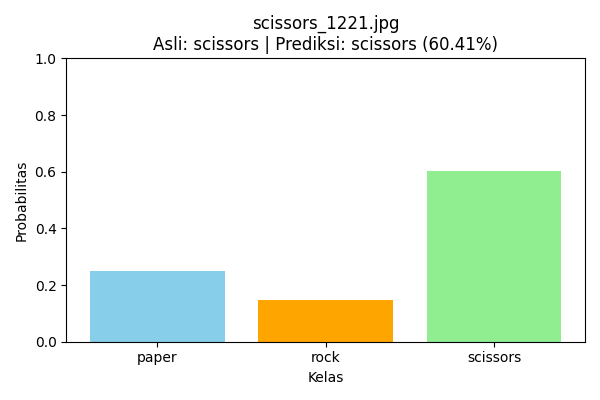 scissors_1221.jpg
Asli: scissors | Prediksi: scissors (60.41%)
1.0
0.8
0.6
0.4
0.2
0.0
Probabilitas
paper rock scissors
Kelas